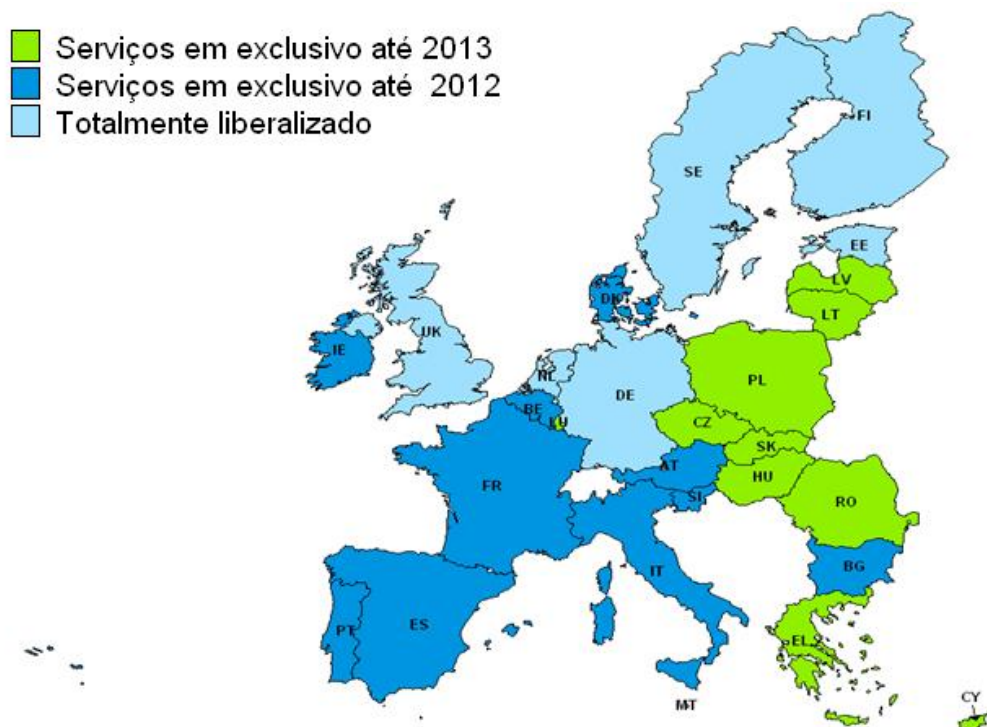 Serviços em exclusivo até 2013
Serviços em exclusivo até 2012
Totalmente liberalizado
FI
SE
EE
LV
LT
DK
UK
IE
NL
DE
PL
BE
LU
CZ
SK
AT
HU
FR
SI
RO
IT
BG
PT
ES
EL
MT
CY